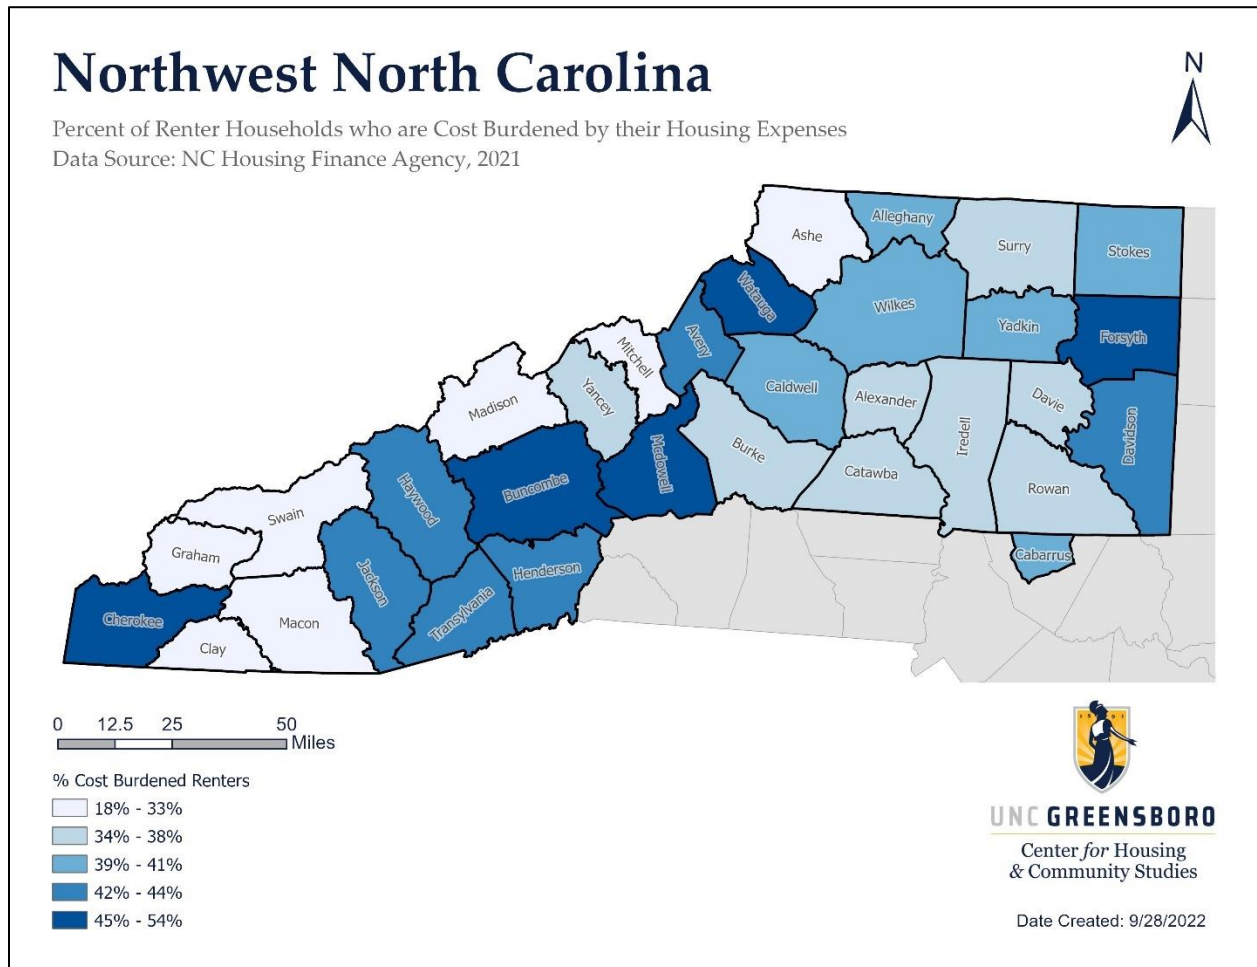 Northwest North Carolina
N
Percent of Renter Households who are Cost Burdened by their Housing Expenses
Data Source: NC Housing Finance Agency, 2021
Ashe
Alleghany
Surry
Stokes
Watauga
Wilkes
Yadkin
Forsyth
Avery
Mitchell
Yancey
Madison
Caldwell
Alexander
Iredell
Davie
Davidson
Mcdowell
Burke
Catawba
Rowan
Buncombe
Haywood
Swain
Graham
Cabarrus
Henderson
Jackson
Transylvania
Cherokee
Macon
Clay
0 12.5 25 50
Miles
% Cost Burdened Renters
18% - 33%
34% - 38%
39% - 41%
42% - 44%
45% - 54%
18 91
UNC GREENSBORO
Center for Housing
& Community Studies
Date Created: 9/28/2022